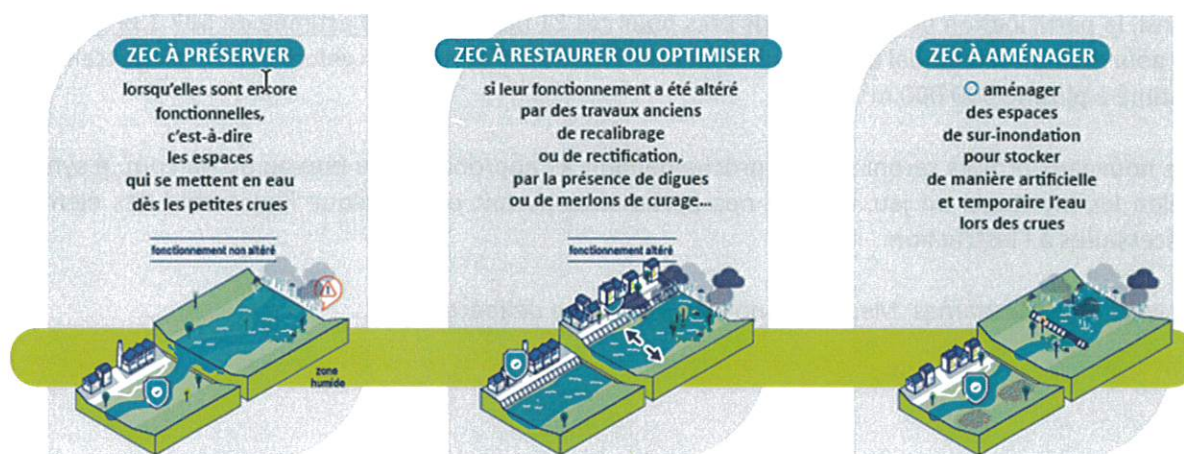 ZEC À PRÉSERVER
lorsqu'elles sont encore
fonctionnelles,
c'est-à-dire
les espaces
qui se mettent en eau
dès les petites crues
fonctionnement non altéré
zone
humide
ZEC À RESTAURER OU OPTIMISER
si leur fonctionnement a été altéré
par des travaux anciens
de recalibrage
ou de rectification,
par la présence de digues
ou de merlons de curage...
fonctionnement altéré
ZEC À AMÉNAGER
aménager
des espaces
de sur-inondation
pour stocker
de manière artificielle
et temporaire l'eau
lors des crues